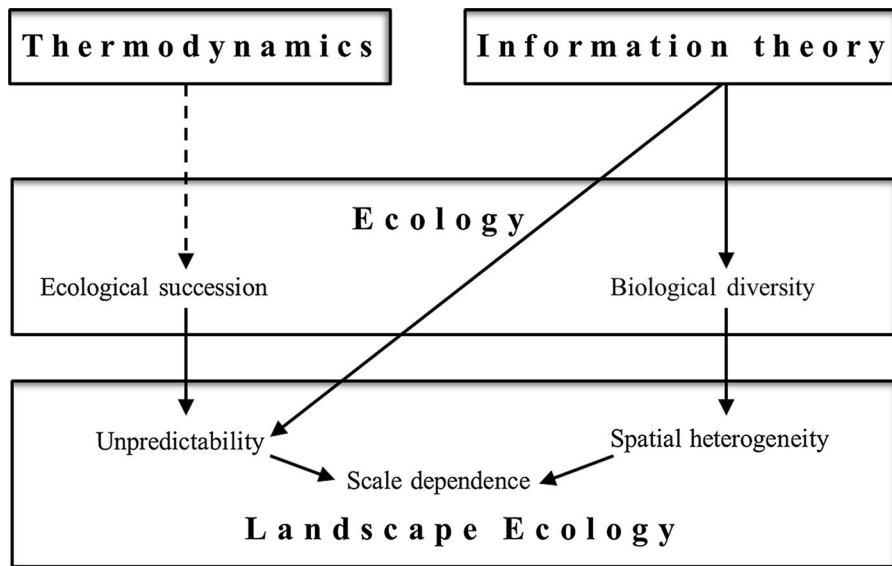 Thermodynamics
Information theory
Ecology
Ecological succession
Biological diversity
Unpredictability
Spatial heterogeneity
Scale dependence
Landscape Ecology